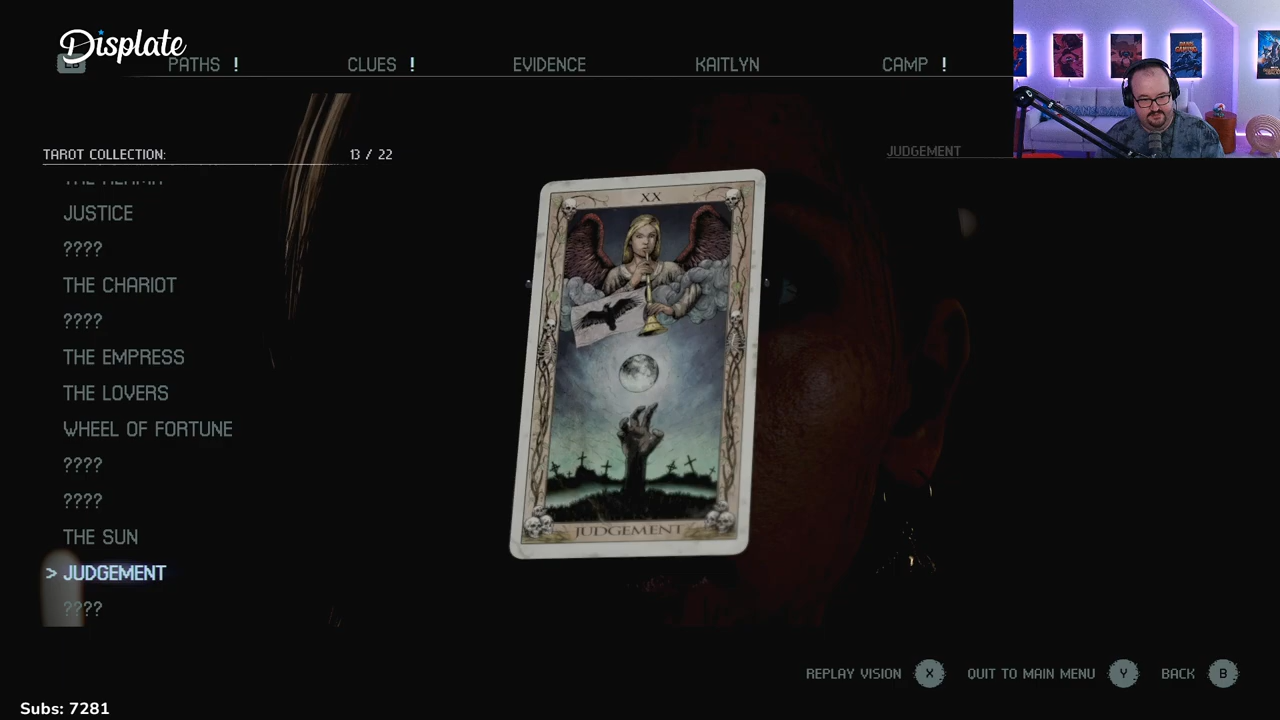 Displate
PATHS !
CLUES !
EVIDENCE
KAITLYN
CAMP !
TAROT COLLECTION:
13 / 22
JUDGEMENT
JUSTICE
????
THE CHARIOT
????
THE EMPRESS
THE LOVERS
WHEEL OF FORTUNE
????
????
THE SUN
> JUDGEMENT
????
XX
JUDGEMENT
REPLAY VISION X
QUIT TO MAIN MENU Y
BACK B
Subs: 7281